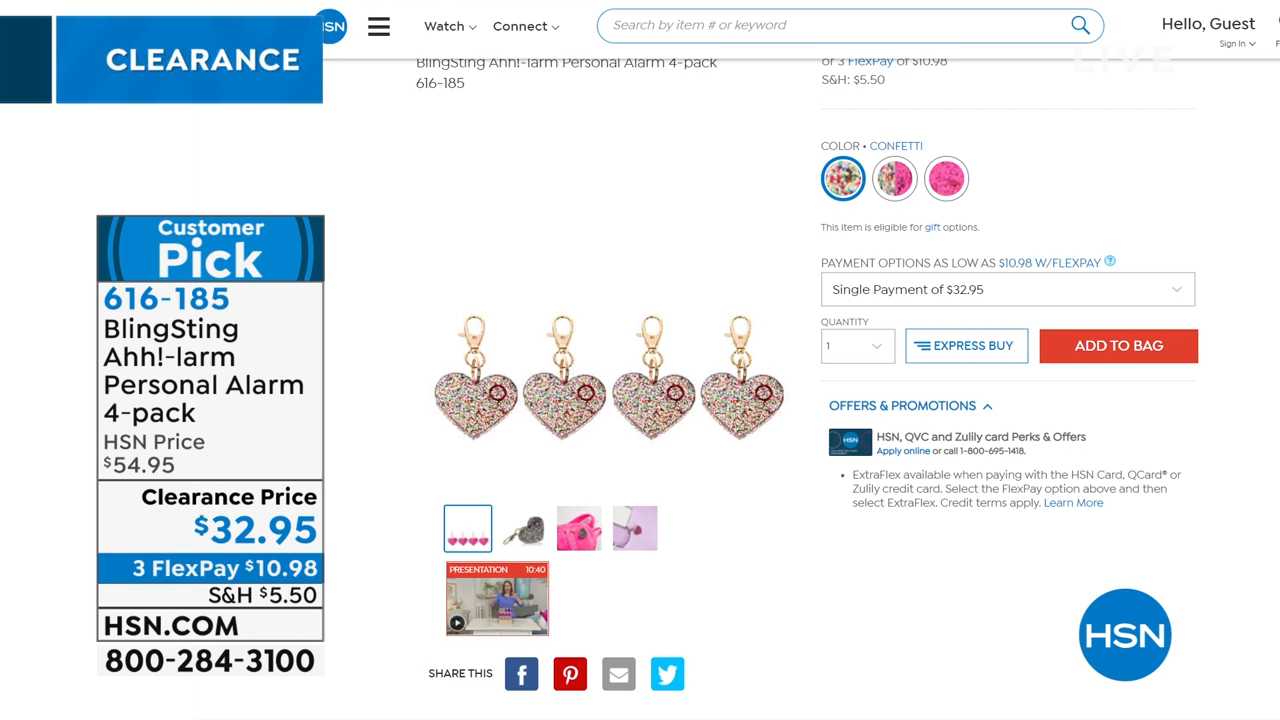 CLEARANCE
HSN
Watch
Connect
Search by item # or keyword
Hello, Guest
Sign In
LIVE
BlingSting Ahh!-larm Personal Alarm 4-pack
616-185
or 3 FlexPay of $10.98
S&H: $5.50
COLOR • CONFETTI
This item is eligible for gift options.
PAYMENT OPTIONS AS LOW AS $10.98 W/FLEXPAY ?
Single Payment of $32.95
QUANTITY
1
EXPRESS BUY
ADD TO BAG
OFFERS & PROMOTIONS
HSN
HSN, QVC and Zulily card Perks & Offers
Apply online or call 1-800-695-1418.
• ExtraFlex available when paying with the HSN Card, QCard® or
Zulily credit card. Select the FlexPay option above and then
select ExtraFlex. Credit terms apply. Learn More
Customer
Pick
616-185
BlingSting
Ahh!-larm
Personal Alarm
4-pack
HSN Price
$54.95
Clearance Price
$32.95
3 FlexPay $10.98
S&H $5.50
HSN.COM
800-284-3100
PRESENTATION 10:40
SHARE THIS
HSN